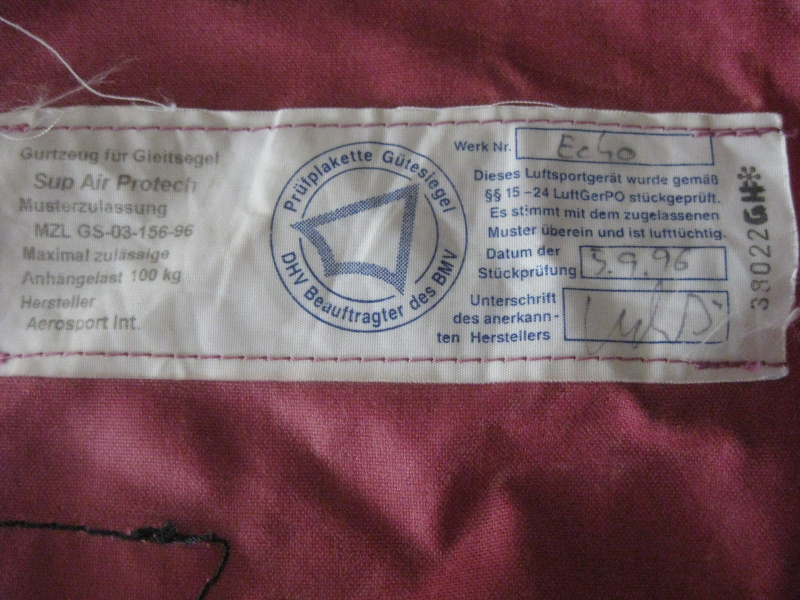 Gurtzeug für Gleitsegel
Sup Air Protech
Musterzulassung
MZL GS-03-156-96
Maximal zulässige
Anhängelast 100 kg
Hersteller
Aerosport Int.
Prüfplakette Gütesiegel
DHV Beauftragter des BMV
Werk Nr.
Dieses Luftsportgerät wurde gemäß
§§ 15 – 24 LuftGerPO stückgeprüft.
Es stimmt mit dem zugelassenen
Muster überein und ist lufttüchtig.
Datum der
Stückprüfung 5.9.96
Unterschrift
des anerkann-
ten Herstellers
38022GH*